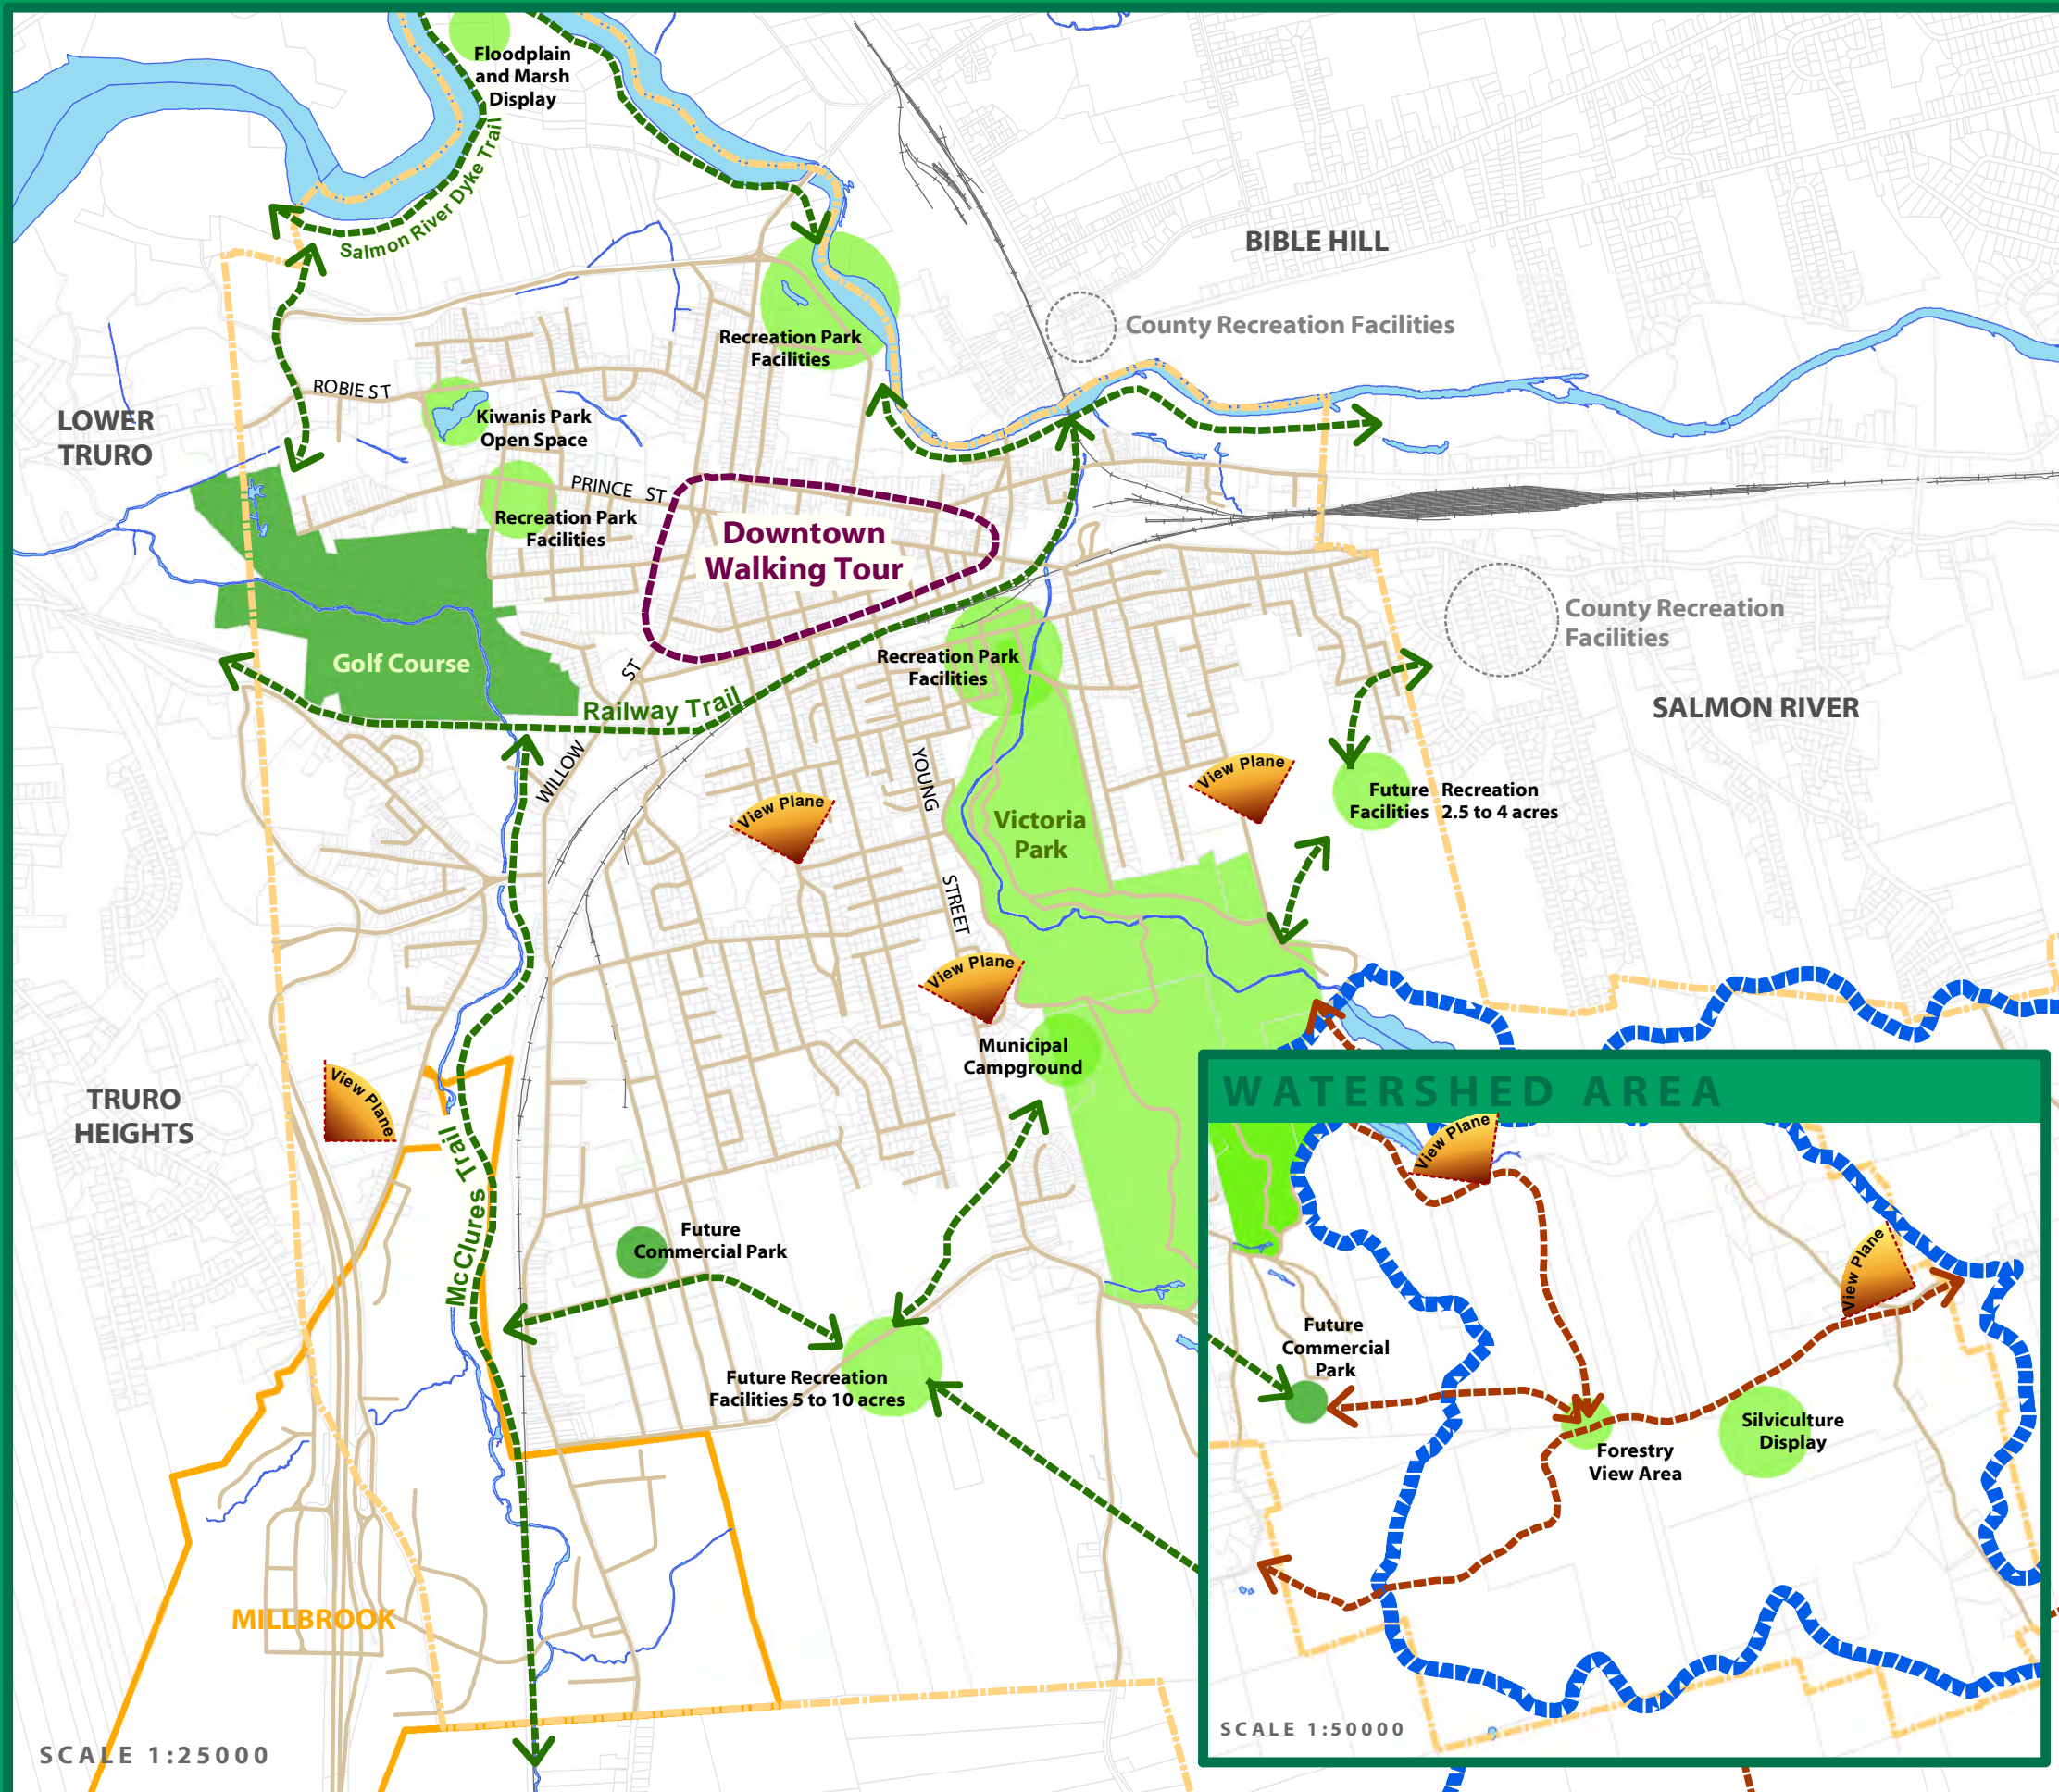 Floodplain
and Marsh
Display
Salmon River Dyke Trail
BIBLE HILL
County Recreation Facilities
Recreation Park
Facilities
ROBIE ST
LOWER
TRURO
Kiwanis Park
Open Space
PRINCE ST
Recreation Park
Facilities
Downtown
Walking Tour
County Recreation
Facilities
Golf Course
ST
Recreation Park
Facilities
Railway Trail
SALMON RIVER
WILLOW
YOUNG
View Plane
View Plane
Future Recreation
Facilities 2.5 to 4 acres
Victoria
Park
STREET
View Plane
Municipal
Campground
View Plane
TRURO
HEIGHTS
McClures Trail
WATERSHED AREA
View Plane
Future
Commercial Park
View Plane
Future
Commercial
Park
Future Recreation
Facilities 5 to 10 acres
Silviculture
Display
Forestry
View Area
MILLBROOK
SCALE 1:50000
SCALE 1:25000